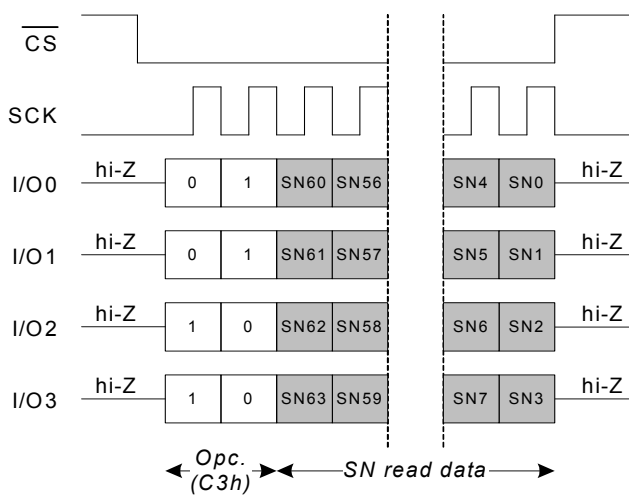 CS
SCK
I/O0 hi-Z 0 1 SN60 SN56 SN4 SN0 hi-Z
I/O1 hi-Z 0 1 SN61 SN57 SN5 SN1 hi-Z
I/O2 hi-Z 1 0 SN62 SN58 SN6 SN2 hi-Z
I/O3 hi-Z 1 0 SN63 SN59 SN7 SN3 hi-Z
Opc. SN read data
(C3h)